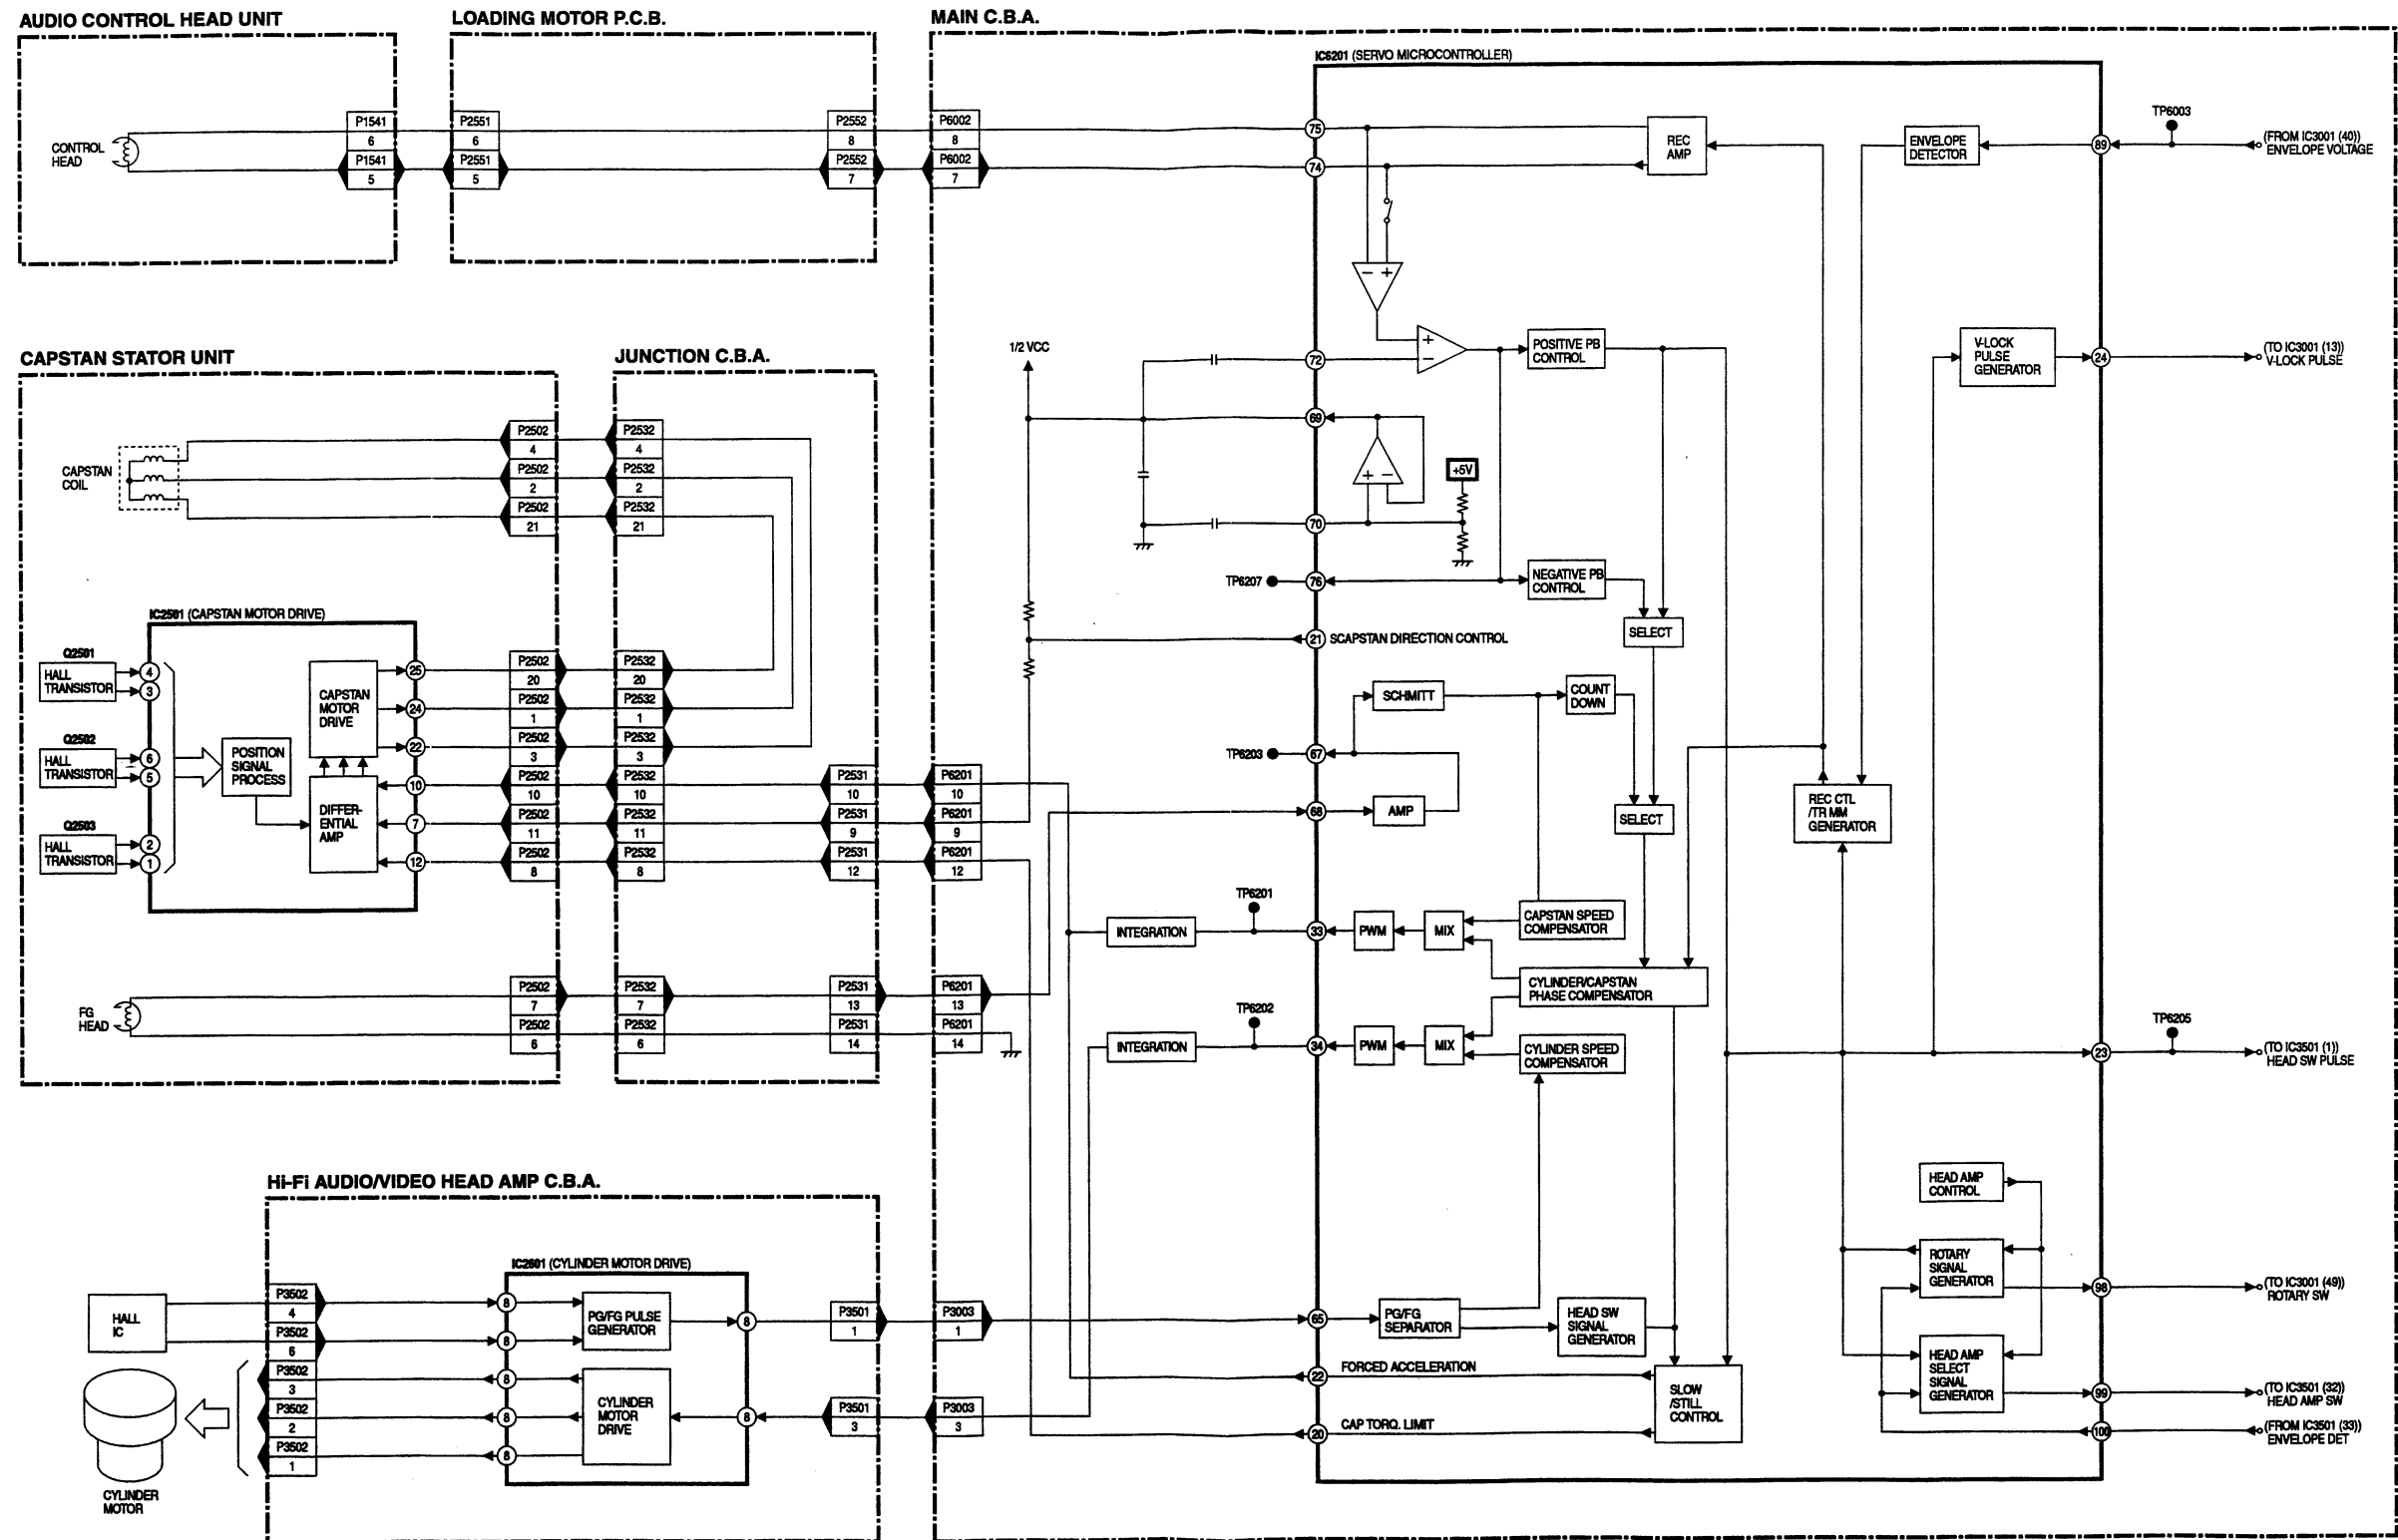 AUDIO CONTROL HEAD UNIT
LOADING MOTOR P.C.B.
MAIN C.B.A.
IC6201 (SERVO MICROCONTROLLER)
CONTROL
HEAD
P1541
6
P1541
5
P2551
6
P2551
5
P2552
8
P2552
7
P6002
8
P6002
7
75
74
REC
AMP
ENVELOPE
DETECTOR
89
TP6003
(FROM IC3001 (40))
ENVELOPE VOLTAGE
− +
+
−
72
POSITIVE PB
CONTROL
V-LOCK
PULSE
GENERATOR
24
(TO IC3001 (13))
V-LOCK PULSE
1/2 VCC
69
+ −
+5V
70
TP6207
76
NEGATIVE PB
CONTROL
SELECT
21
SCAPSTAN DIRECTION CONTROL
SCHMITT
COUNT
DOWN
TP6203
67
68
AMP
SELECT
REC CTL
/TR MM
GENERATOR
CAPSTAN STATOR UNIT
JUNCTION C.B.A.
CAPSTAN
COIL
P2502
4
P2502
2
P2502
21
P2532
4
P2532
2
P2532
21
IC2501 (CAPSTAN MOTOR DRIVE)
Q2501
HALL
TRANSISTOR
4
3
Q2502
HALL
TRANSISTOR
6
5
Q2503
HALL
TRANSISTOR
2
1
POSITION
SIGNAL
PROCESS
CAPSTAN
MOTOR
DRIVE
DIFFER-
ENTIAL
AMP
25
24
22
10
7
12
P2502
20
P2502
1
P2502
3
P2502
10
P2502
11
P2502
8
P2532
20
P2532
1
P2532
3
P2532
10
P2532
11
P2532
8
P2531
10
P2531
9
P2531
12
P6201
10
P6201
9
P6201
12
FG
HEAD
P2502
7
P2502
6
P2532
7
P2532
6
P2531
13
P2531
14
P6201
13
P6201
14
TP6201
INTEGRATION
33
PWM
MIX
CAPSTAN SPEED
COMPENSATOR
CYLINDER/CAPSTAN
PHASE COMPENSATOR
TP6202
INTEGRATION
34
PWM
MIX
CYLINDER SPEED
COMPENSATOR
23
TP6205
(TO IC3501 (1))
HEAD SW PULSE
Hi-Fi AUDIO/VIDEO HEAD AMP C.B.A.
IC2601 (CYLINDER MOTOR DRIVE)
HALL
IC
CYLINDER
MOTOR
P3502
4
P3502
6
P3502
3
P3502
2
P3502
1
8
8
8
8
8
PG/FG PULSE
GENERATOR
CYLINDER
MOTOR
DRIVE
8
8
P3501
1
P3501
3
P3003
1
P3003
3
65
PG/FG
SEPARATOR
HEAD SW
SIGNAL
GENERATOR
22
FORCED ACCELERATION
20
CAP TORQ. LIMIT
SLOW
/STILL
CONTROL
HEAD AMP
CONTROL
ROTARY
SIGNAL
GENERATOR
98
(TO IC3001 (49))
ROTARY SW
HEAD AMP
SELECT
SIGNAL
GENERATOR
99
(TO IC3501 (32))
HEAD AMP SW
100
(FROM IC3501 (33))
ENVELOPE DET